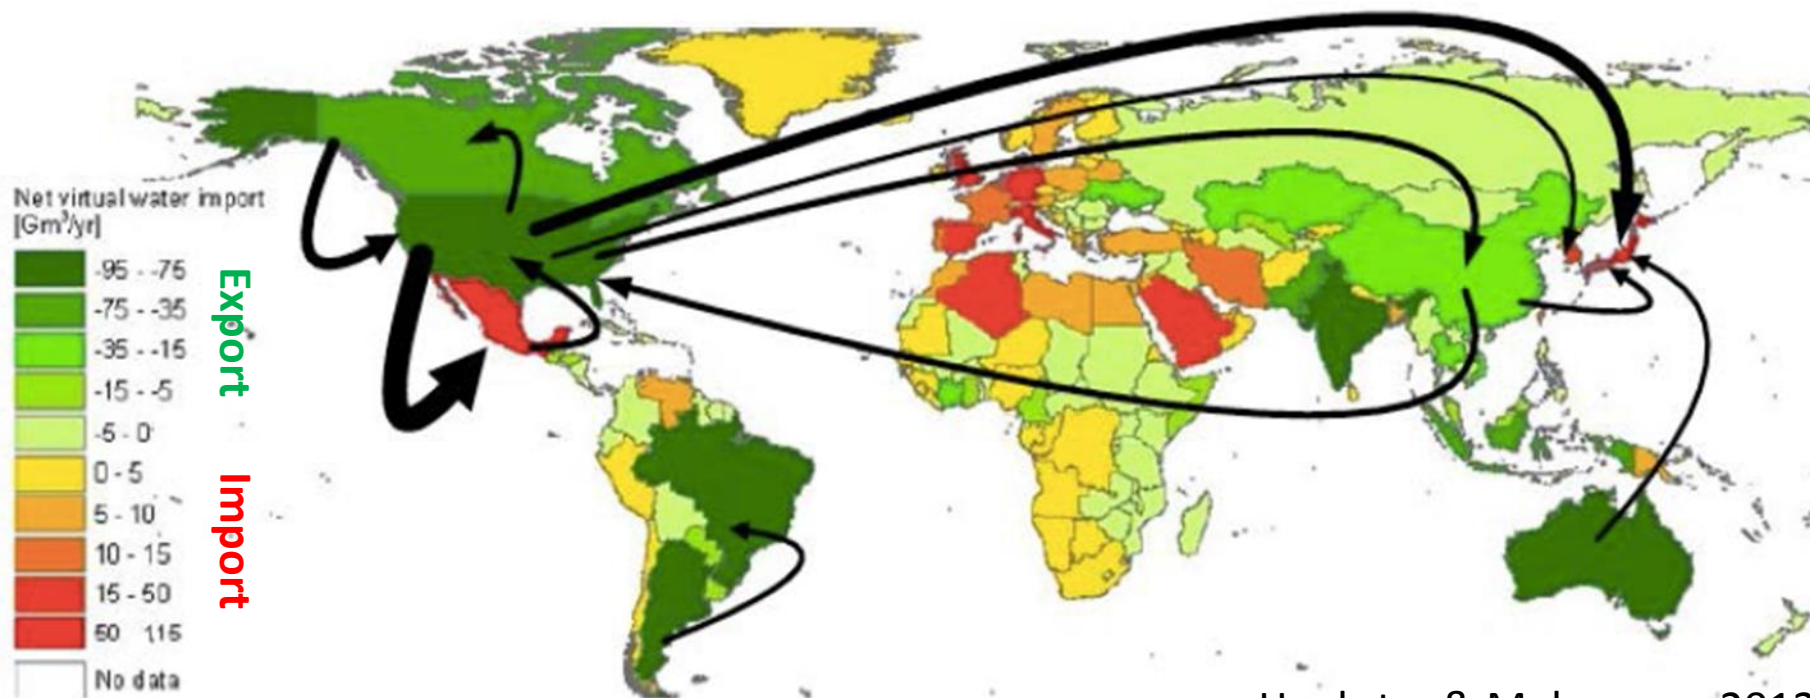 Net virtual water import
[Gm³/yr]
-95 - -75
-75 - -35
-35 - -15
-15 - -5
-5 - 0
0 - 5
5 - 10
10 - 15
15 - 50
50 115
No data
Export
Import